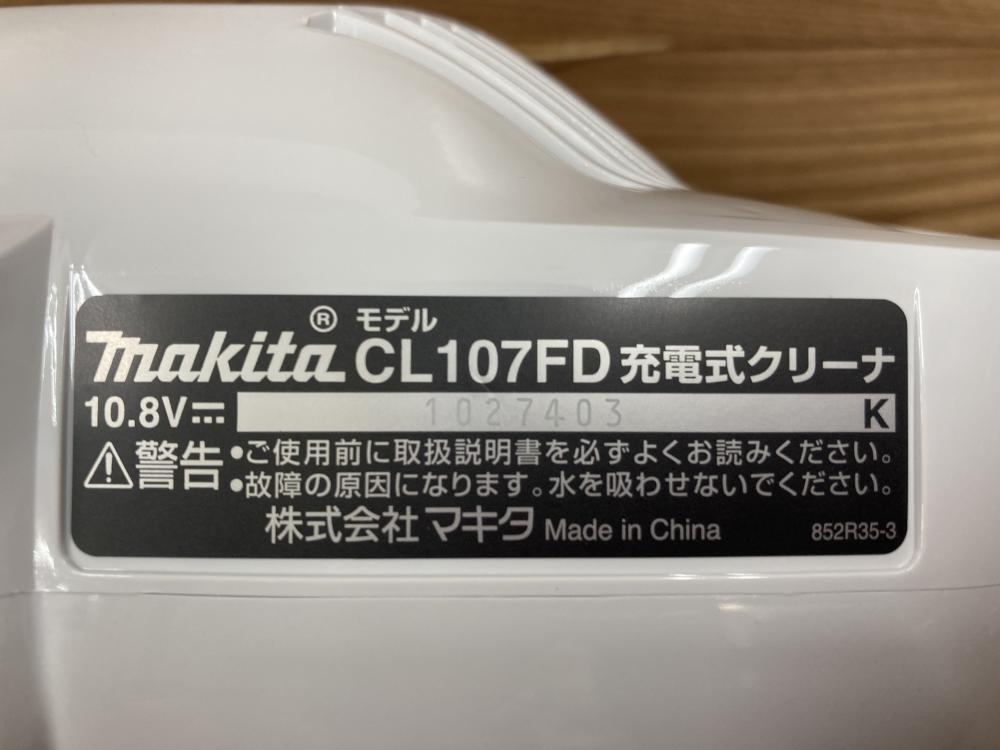 makita® モデル CL107FD 充電式クリーナ
10.8V⎓ 1027403 K
⚠警告 •ご使用前に取扱説明書を必ずよくお読みください。
•故障の原因になります。水を吸わせないでください。
株式会社 マキタ Made in China 852R35-3